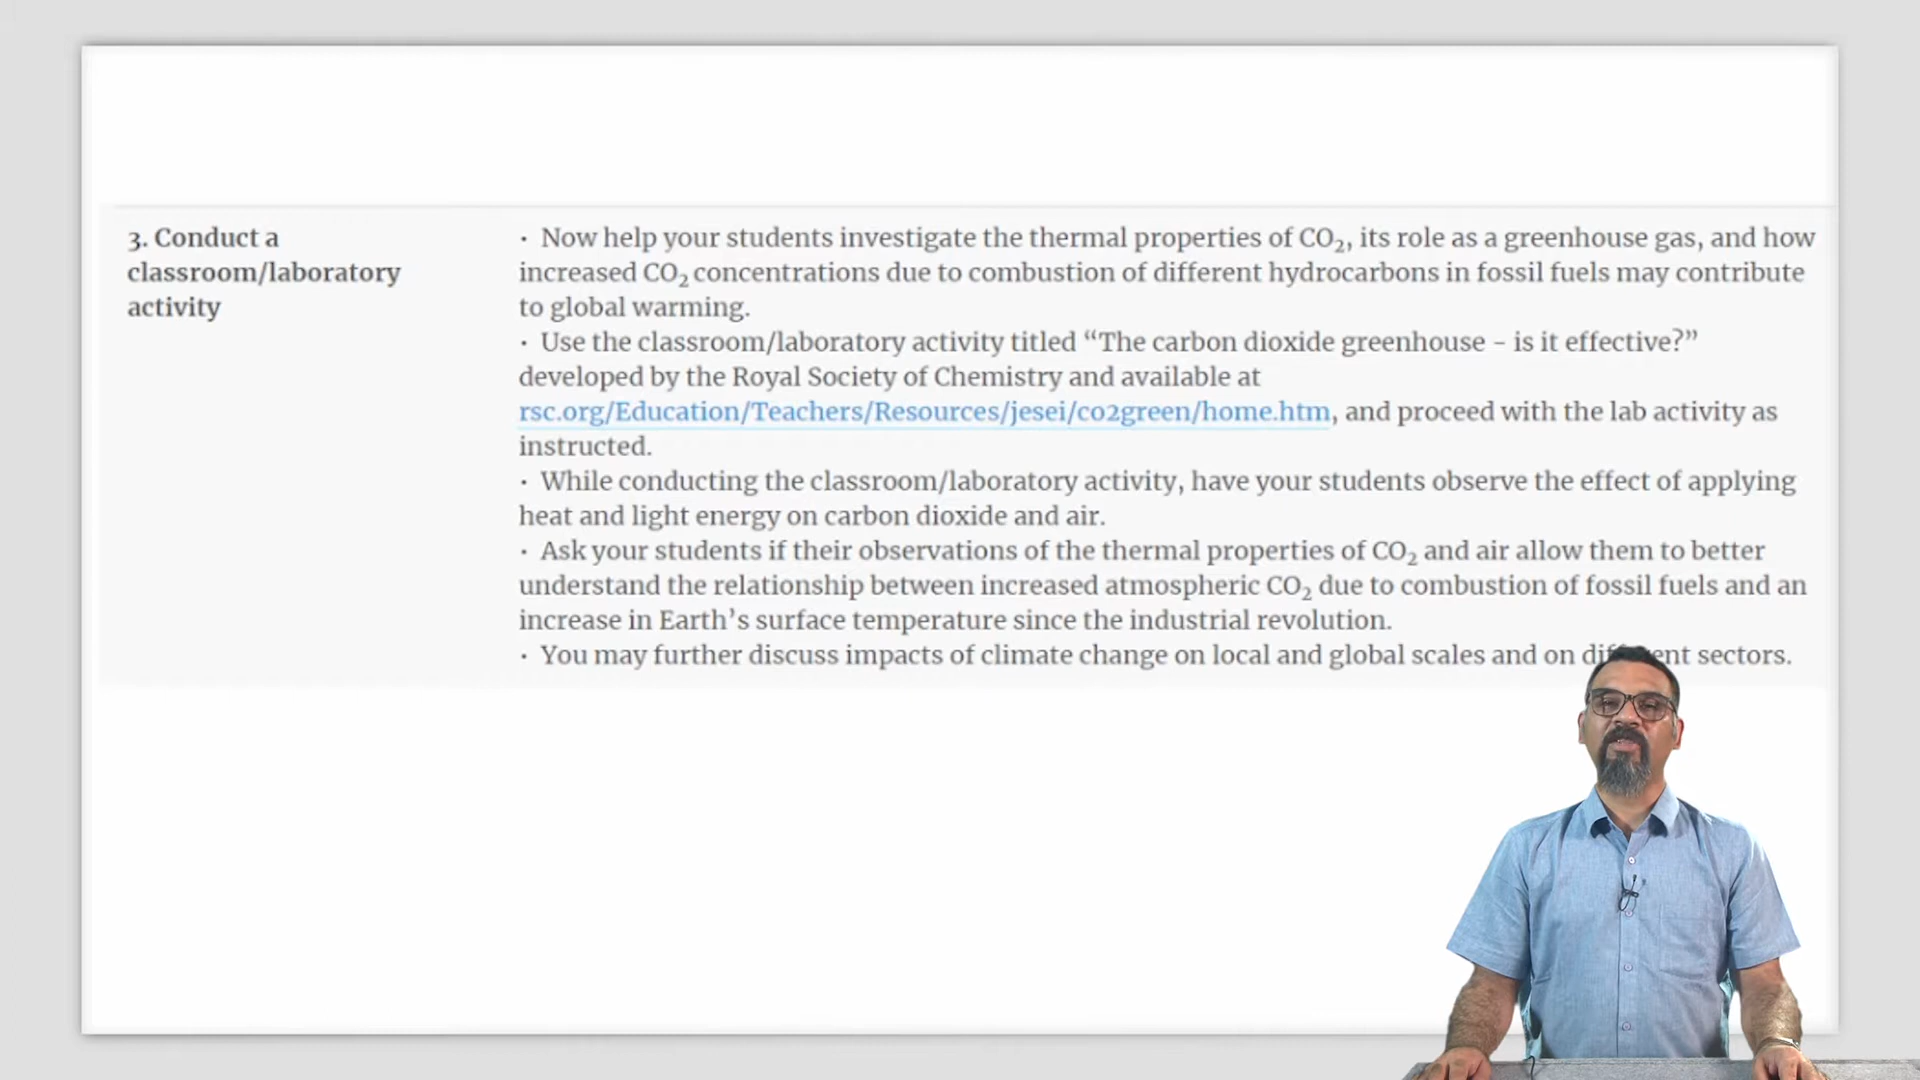 3. Conduct a
classroom/laboratory
activity
· Now help your students investigate the thermal properties of CO₂, its role as a greenhouse gas, and how
increased CO₂ concentrations due to combustion of different hydrocarbons in fossil fuels may contribute
to global warming.
· Use the classroom/laboratory activity titled “The carbon dioxide greenhouse – is it effective?”
developed by the Royal Society of Chemistry and available at
rsc.org/Education/Teachers/Resources/jesei/co2green/home.htm, and proceed with the lab activity as
instructed.
· While conducting the classroom/laboratory activity, have your students observe the effect of applying
heat and light energy on carbon dioxide and air.
· Ask your students if their observations of the thermal properties of CO₂ and air allow them to better
understand the relationship between increased atmospheric CO₂ due to combustion of fossil fuels and an
increase in Earth’s surface temperature since the industrial revolution.
· You may further discuss impacts of climate change on local and global scales and on sectors.